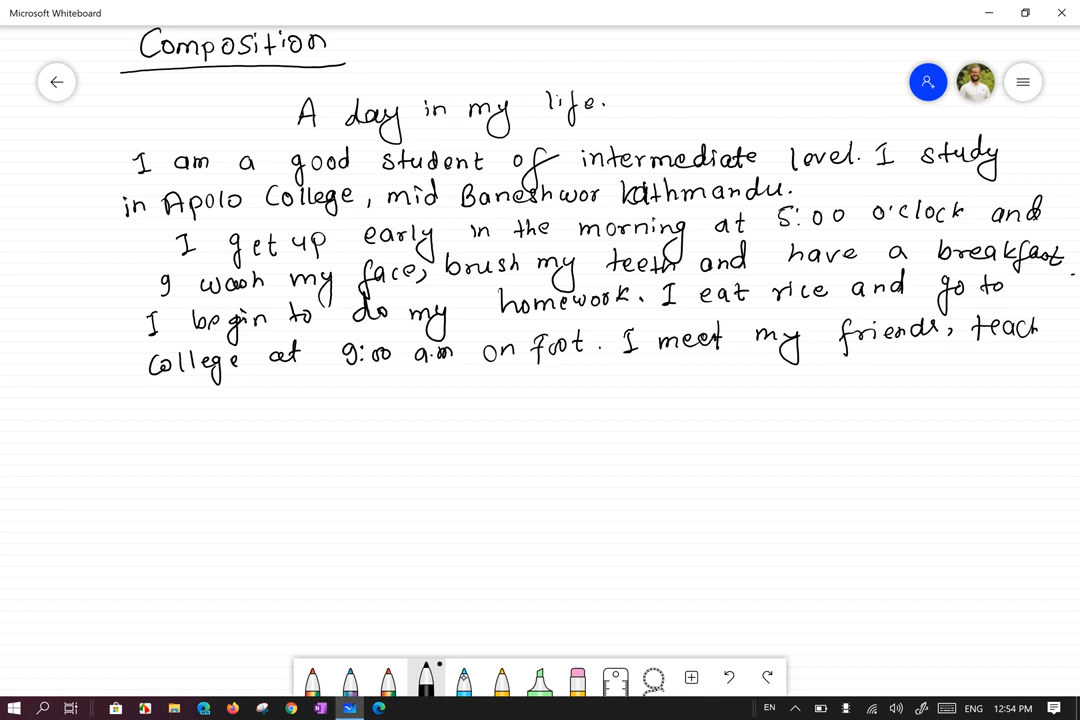 Microsoft Whiteboard
Composition
A day in my life.
I am a good student of intermediate level. I study
in Apolo College, mid Baneshwor Kathmandu.
I get up early in the morning at 5:00 o'clock and
I wash my face, brush my teeth and have a breakfast.
I begin to do my homework. I eat rice and go to
College at 9:00 a.m on foot. I meet my friends, teach
EN
ENG
12:54 PM